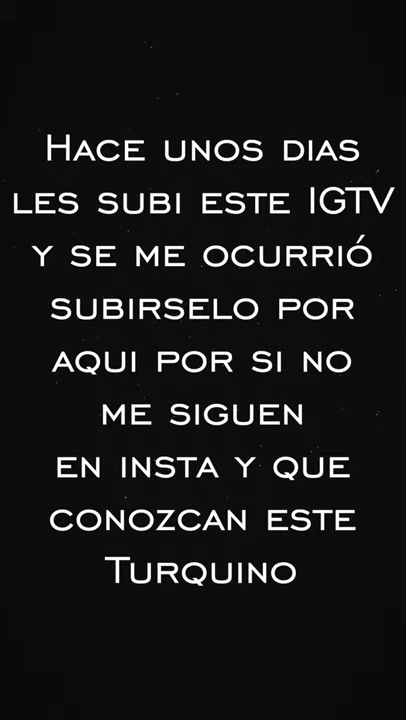 Hace unos dias
les subi este IGTV
y se me ocurrió
subirselo por
aqui por si no
me siguen
en insta y que
conozcan este
Turquino